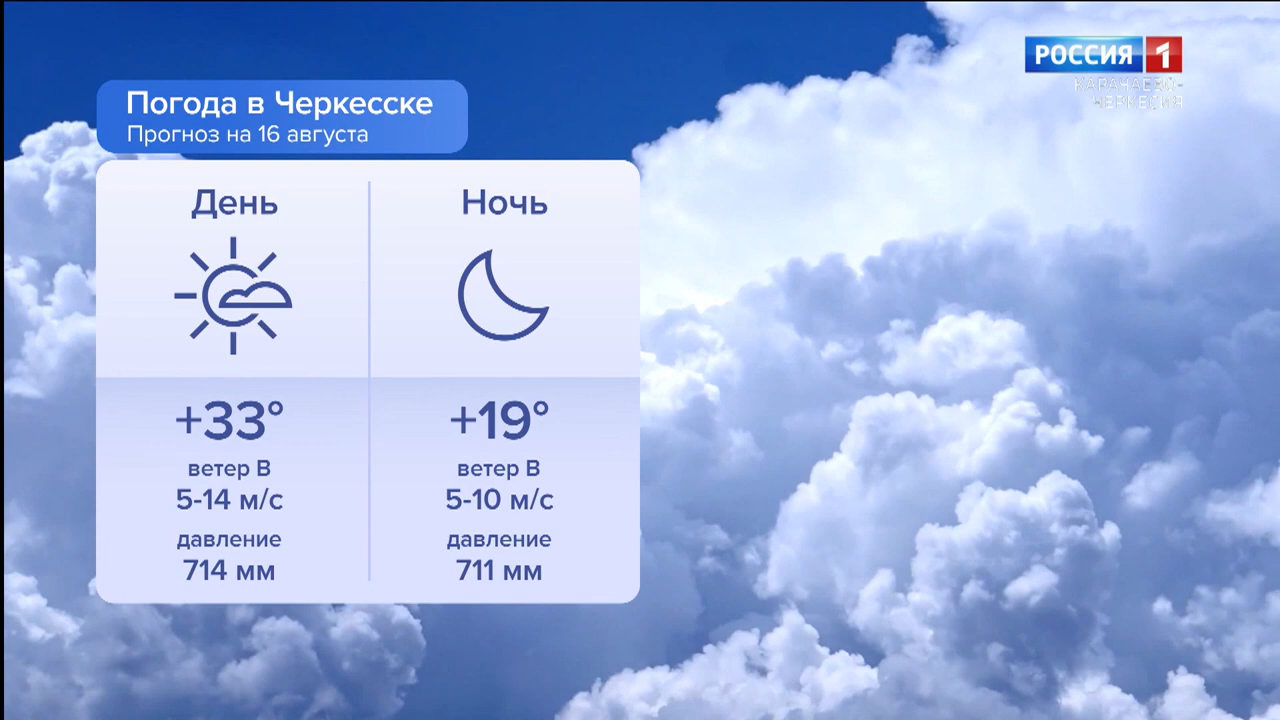 РОССИЯ 1
КАРАЧАЕВО-
ЧЕРКЕСИЯ
Погода в Черкесске
Прогноз на 16 августа
День
Ночь
+33°
+19°
ветер В
ветер В
5-14 м/с
5-10 м/с
давление
давление
714 мм
711 мм